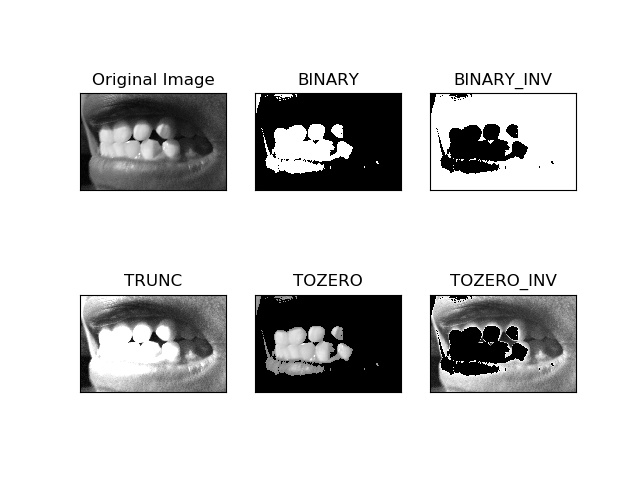 Original Image
BINARY
BINARY_INV
TRUNC
TOZERO
TOZERO_INV